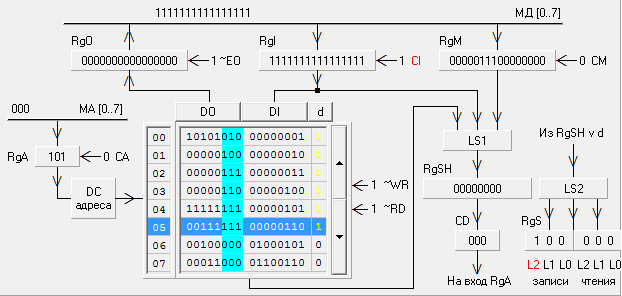 1111111111111111 МД [0..7]
RgO RgI RgM
0000000000000000 1 ~EO 1111111111111111 1 CI 0000011100000000 0 CM
000 МА [0..7]
DO DI d
RgA 101 0 CA
DC адреса
00 10101010 00000001 1
01 00000100 00000010 1
02 00000111 00000011 1
03 00000110 00000100 1
04 11111111 00000101 1
05 00111111 00000110 1
06 00100000 01000101 0
07 00011000 01100110 0
1 ~WR
1 ~RD
LS1
RgSH
00000000
CD
000
На вход RgA
Из RgSH v d
LS2
RgS
1 0 0 0 0 0
L2 L1 L0 L2 L1 L0
записи чтения